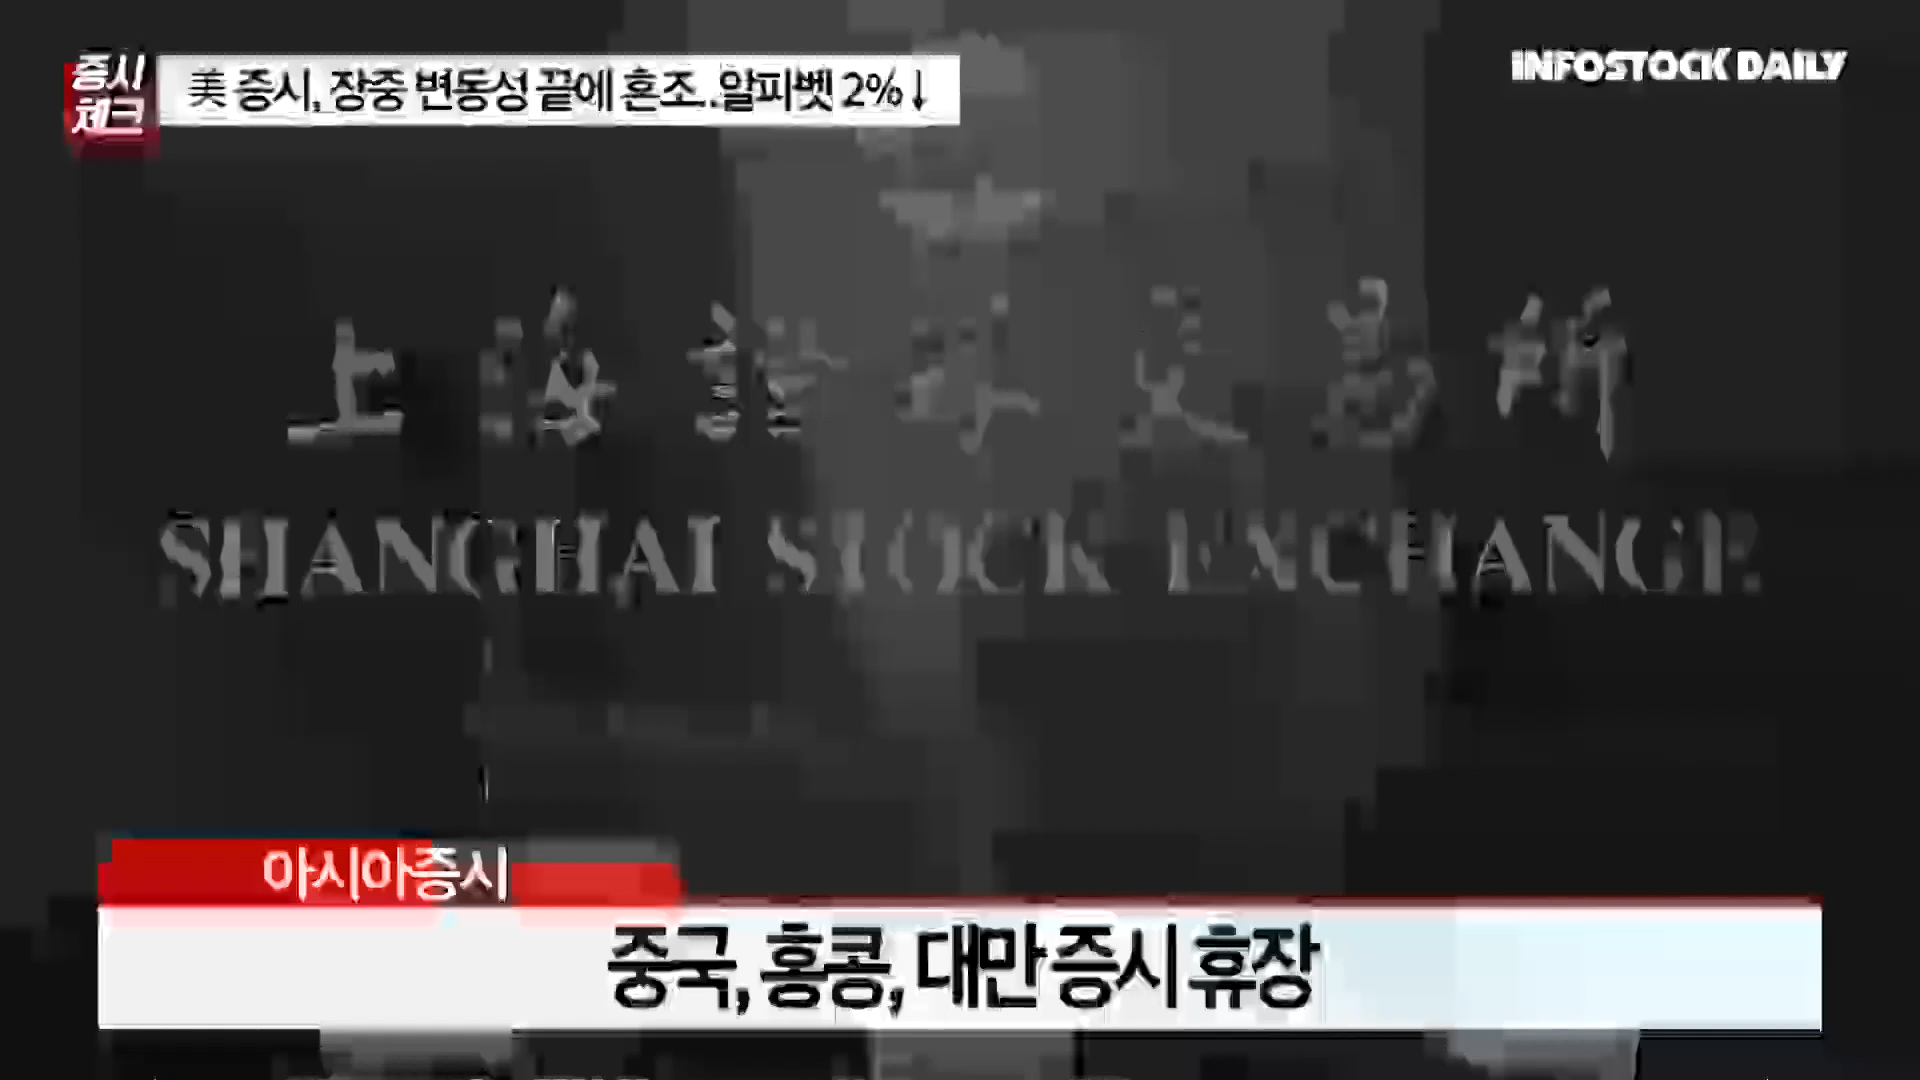 증시
체크
美 증시, 장중 변동성 끝에 혼조..알파벳 2%↓
INFOSTOCK DAILY
上海證券交易所
SHANGHAI STOCK EXCHANGE
아시아증시
중국, 홍콩, 대만 증시 휴장